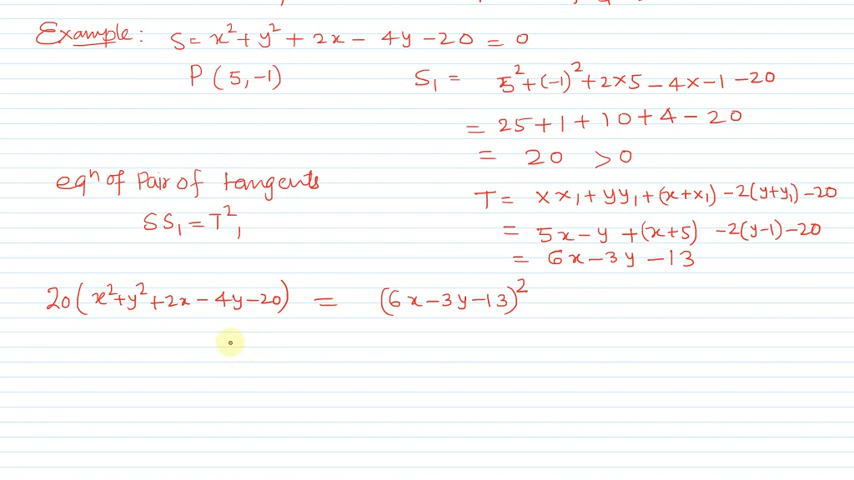 Example: S = x² + y² + 2x - 4y - 20 = 0
P(5, -1)
S₁ = 5² + (-1)² + 2×5 - 4×-1 - 20
= 25 + 1 + 10 + 4 - 20
= 20 > 0
eqⁿ of Pair of tangents
SS₁ = T²,
T = xx₁ + yy₁ + (x+x₁) - 2(y+y₁) - 20
= 5x - y + (x+5) - 2(y-1) - 20
= 6x - 3y - 13
20(x² + y² + 2x - 4y - 20) = (6x - 3y - 13)²